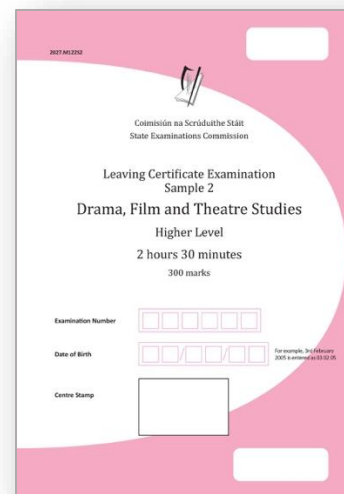 2027.M122S2
Coimisiún na Scrúduithe Stáit
State Examinations Commission
Leaving Certificate Examination
Sample 2
Drama, Film and Theatre Studies
Higher Level
2 hours 30 minutes
300 marks
Examination Number
Date of Birth
For example, 3rd February
2005 is entered as 03 02 05
Centre Stamp